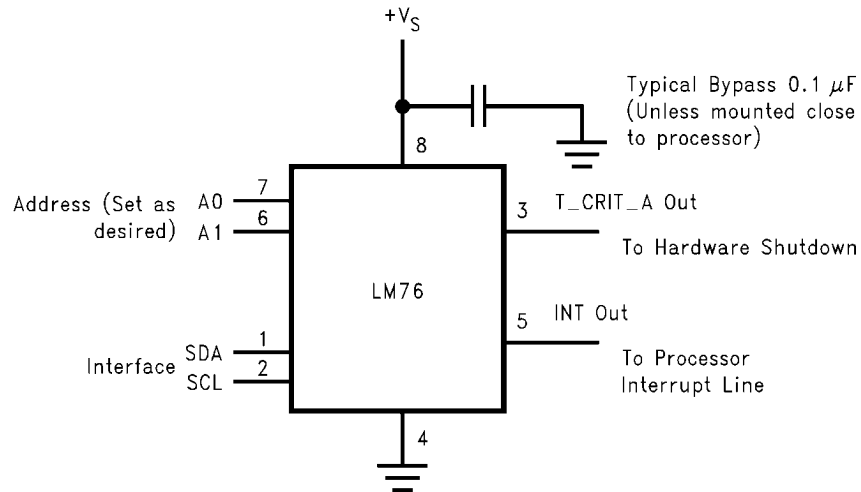 +VS
Typical Bypass 0.1 μF
(Unless mounted close
to processor)
8
Address (Set as
desired)
A0
7
A1
6
3
T_CRIT_A Out
To Hardware Shutdown
LM76
5
INT Out
To Processor
Interrupt Line
Interface
SDA
1
SCL
2
4